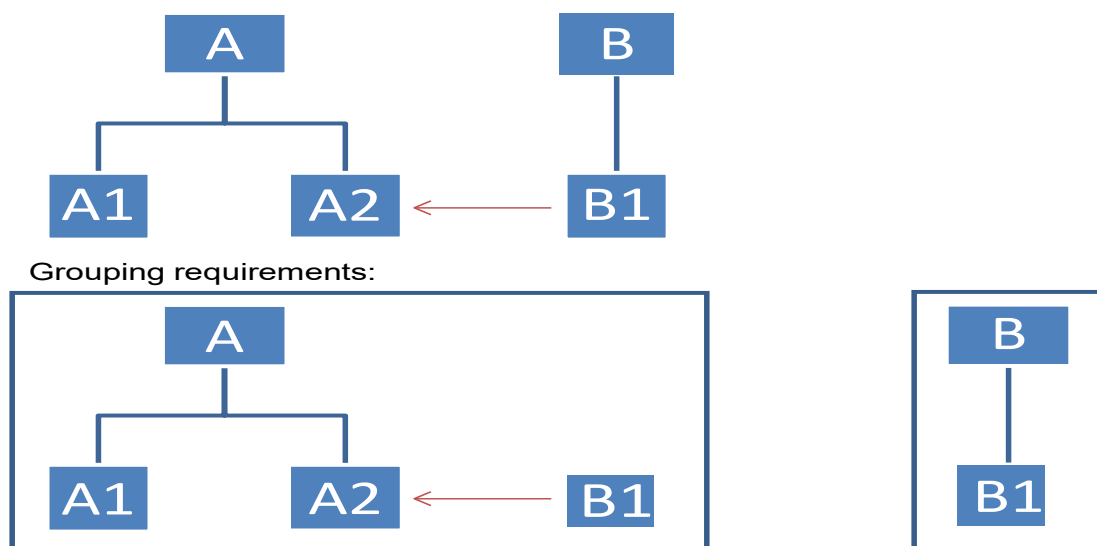 A B
A1 A2 B1
Grouping requirements:
A B
A1 A2 B1 B1